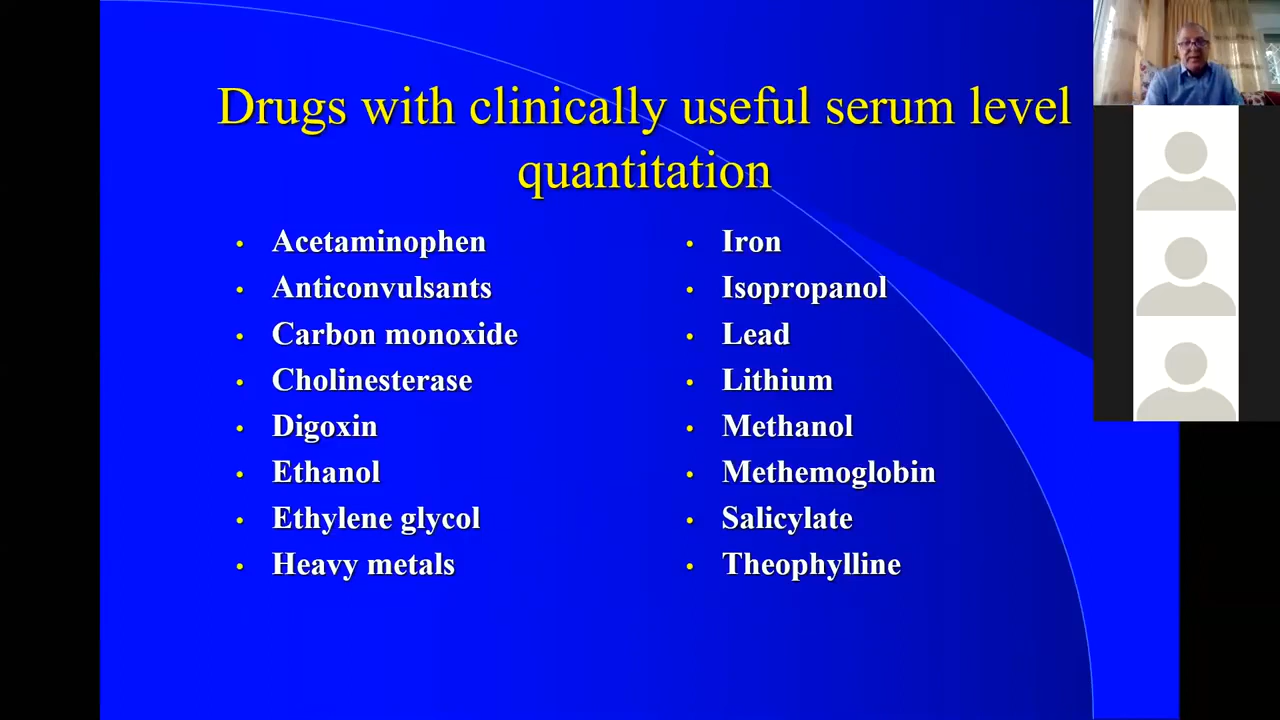 Drugs with clinically useful serum level
quantitation
• Acetaminophen
• Anticonvulsants
• Carbon monoxide
• Cholinesterase
• Digoxin
• Ethanol
• Ethylene glycol
• Heavy metals
• Iron
• Isopropanol
• Lead
• Lithium
• Methanol
• Methemoglobin
• Salicylate
• Theophylline